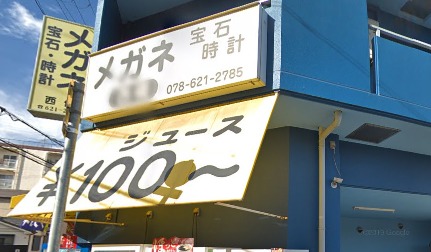 メガネ
宝石・時計
西
☎621-
メガネ 宝石
時計
078-621-2785
ジュース
¥100～